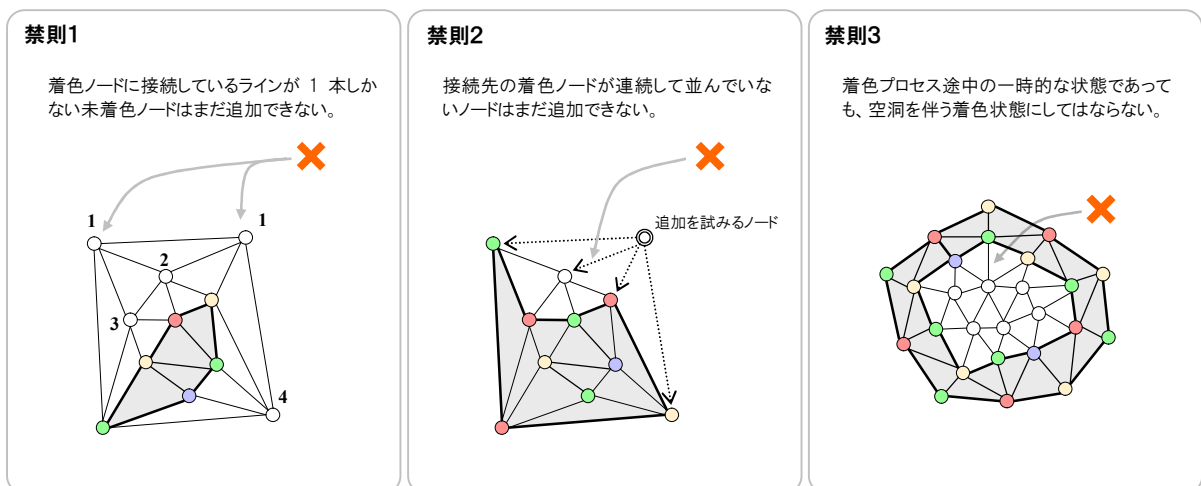 禁則1
着色ノードに接続しているラインが 1 本しか
ない未着色ノードはまだ追加できない。
1
1
2
3
4
禁則2
接続先の着色ノードが連続して並んでいな
いノードはまだ追加できない。
追加を試みるノード
禁則3
着色プロセス途中の一時的な状態であって
も、空洞を伴う着色状態にしてはならない。